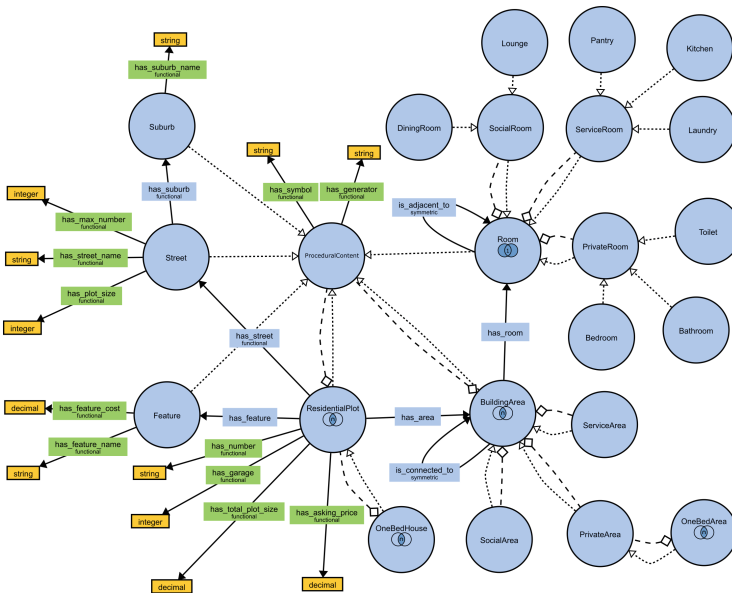 string
has_suburb_name
functional
Suburb
has_suburb
functional
integer
has_max_number
functional
string
has_street_name
functional
Street
has_plot_size
functional
integer
string
string
has_symbol
functional
has_generator
functional
ProceduralContent
has_street
functional
Lounge
Pantry
Kitchen
DiningRoom
SocialRoom
ServiceRoom
Laundry
is_adjacent_to
symmetric
Room
PrivateRoom
Toilet
Bedroom
Bathroom
has_room
decimal
has_feature_cost
functional
Feature
has_feature
ResidentialPlot
has_area
BuildingArea
ServiceArea
has_feature_name
functional
string
has_number
functional
string
has_garage
functional
integer
has_total_plot_size
functional
decimal
has_asking_price
functional
decimal
is_connected_to
symmetric
OneBedHouse
SocialArea
PrivateArea
OneBedArea